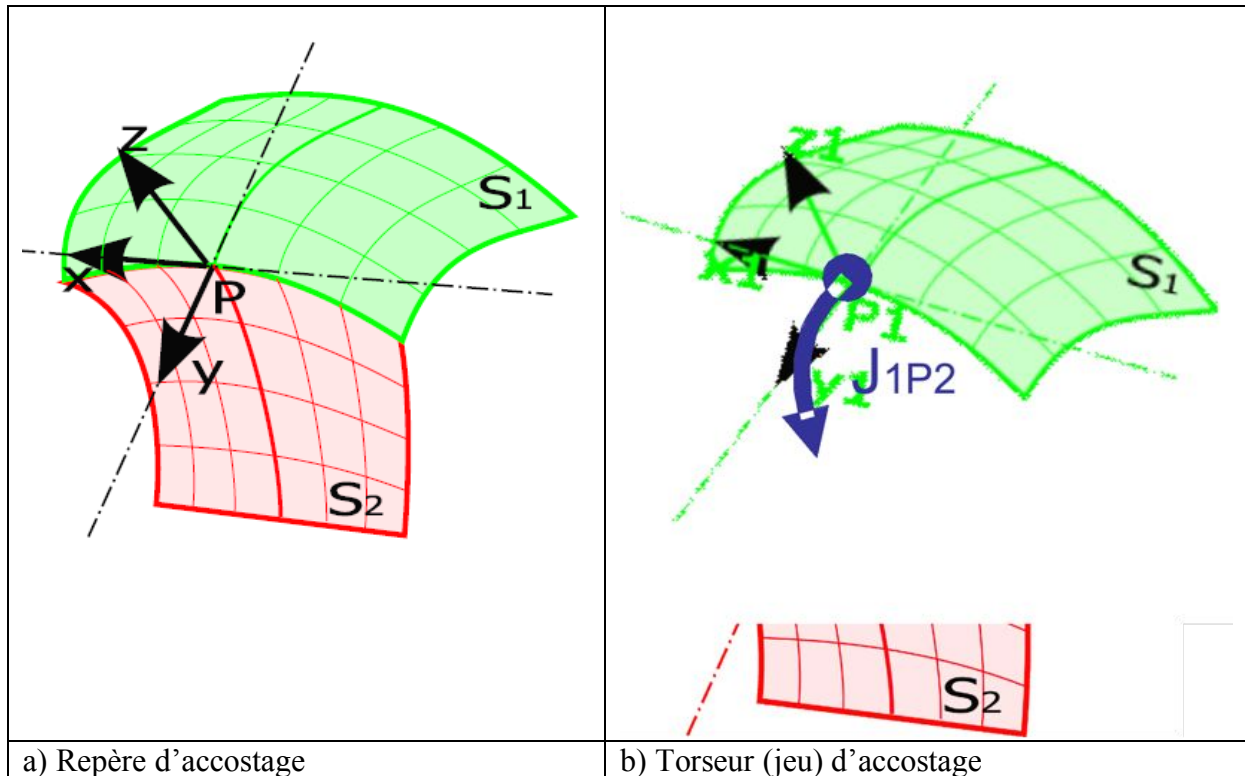 z
S1
x
P
y
S2
z1
S1
x1
P1
J1P2
y1
S2
a) Repère d'accostage
b) Torseur (jeu) d'accostage